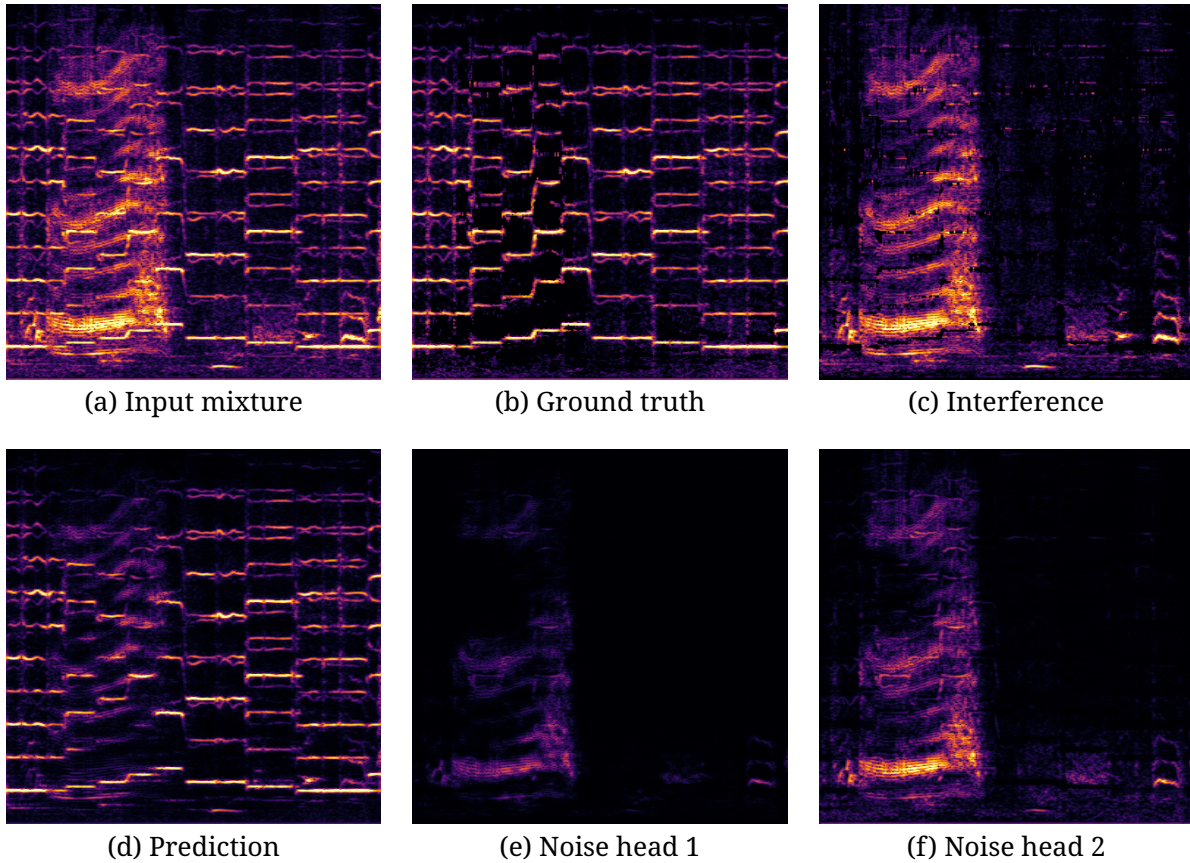 (a) Input mixture
(b) Ground truth
(c) Interference
(d) Prediction
(e) Noise head 1
(f) Noise head 2